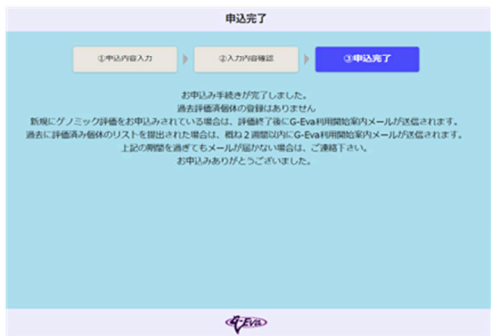 申込完了
①申込内容入力
②入力内容確認
③申込完了
お申込み手続きが完了しました。
過去評価済個体の登録はありません
新規にゲノミック評価をお申込みされている場合は、評価終了後にG-Eva利用開始案内メールが送信されます。
過去に評価済み個体のリストを提出された場合は、概ね2週間以内にG-Eva利用開始案内メールが送信されます。
上記の期間を過ぎてもメールが届かない場合は、ご連絡下さい。
お申込みありがとうございました。
G-Eva